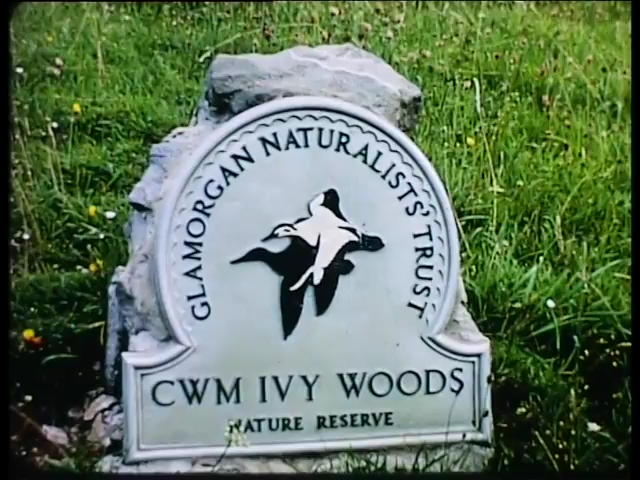 GLAMORGAN NATURALISTS' TRUST
CWM IVY WOODS
NATURE RESERVE